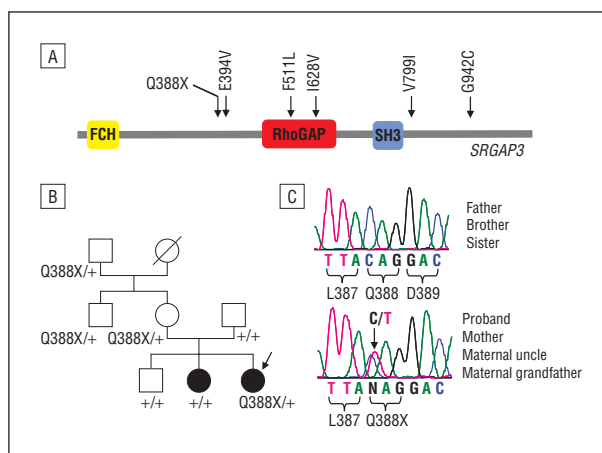 A
Q388X
E394V
F511L
I628V
V799I
G942C
FCH
RhoGAP
SH3
SRGAP3
B
Q388X/+
Q388X/+ Q388X/+ +/+
+/+ +/+ Q388X/+
C
Father
Brother
Sister
T T A C A G G A C
L387 Q388 D389
C/T
Proband
Mother
Maternal uncle
Maternal grandfather
T T A N A G G A C
L387 Q388X